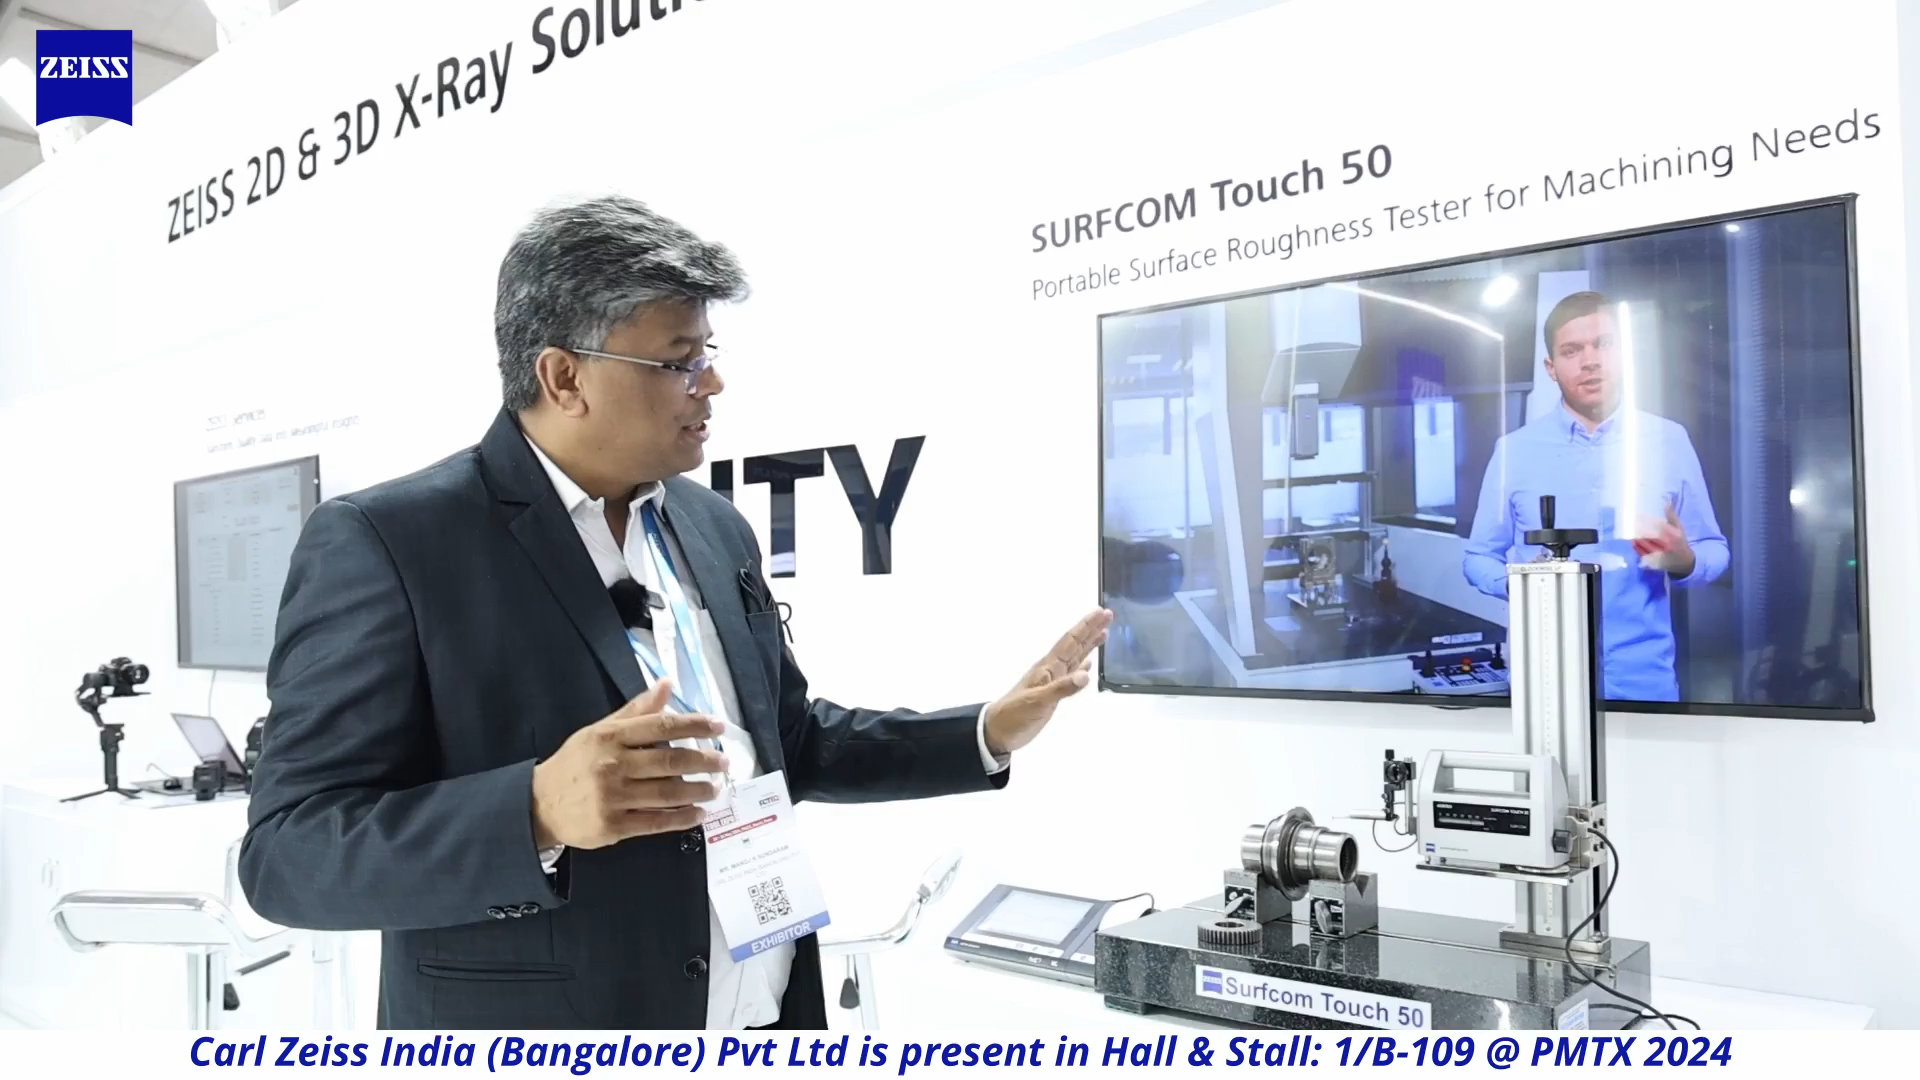 ZEISS
ZEISS 2D & 3D X-Ray Soluti
SURFCOM Touch 50
Portable Surface Roughness Tester for Machining Needs
ITY
R
EXHIBITOR
ZEISS
Surfcom Touch 50
Carl Zeiss India (Bangalore) Pvt Ltd is present in Hall & Stall: 1/B-109 @ PMTX 2024